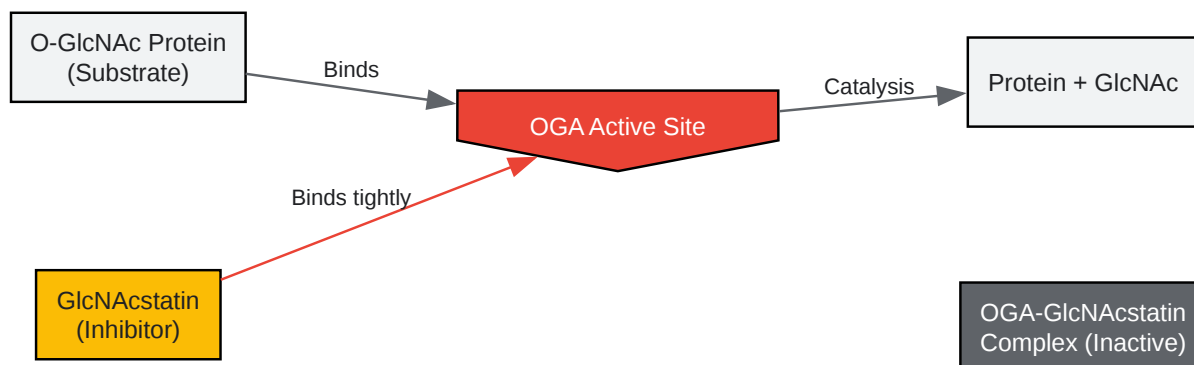 O-GlcNAc Protein
(Substrate)
Binds
OGA Active Site
Catalysis
Protein + GlcNAc
Binds tightly
GlcNAcstatin
(Inhibitor)
OGA-GlcNAcstatin
Complex (Inactive)